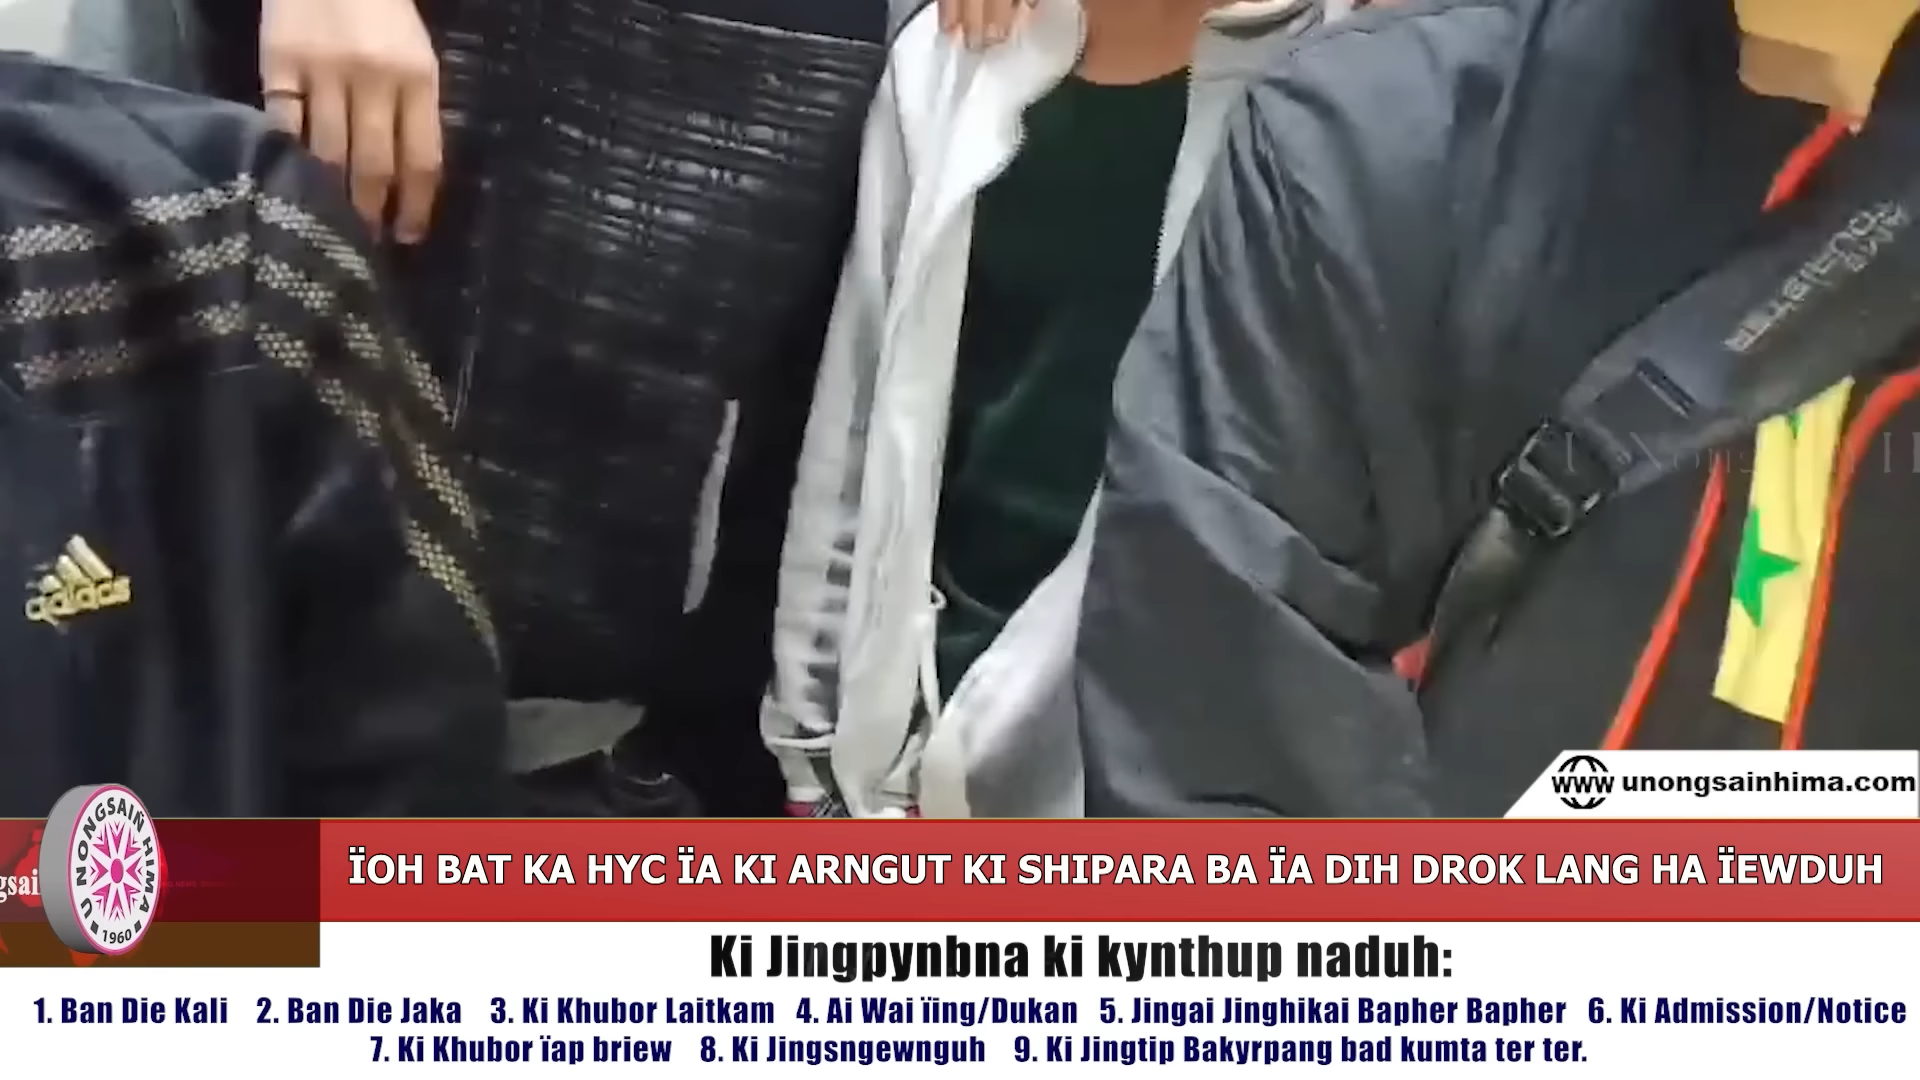 adidas
www unongsainhima.com
U NONGSAIÑ HIMA
1960
ÏOH BAT KA HYC ÏA KI ARNGUT KI SHIPARA BA ÏA DIH DROK LANG HA ÏEWDUH
Ki Jingpynbna ki kynthup naduh:
1. Ban Die Kali 2. Ban Die Jaka 3. Ki Khubor Laitkam 4. Ai Wai ïing/Dukan 5. Jingai Jinghikai Bapher Bapher 6. Ki Admission/Notice
7. Ki Khubor ïap briew 8. Ki Jingsngewnguh 9. Ki Jingtip Bakyrpang bad kumta ter ter.